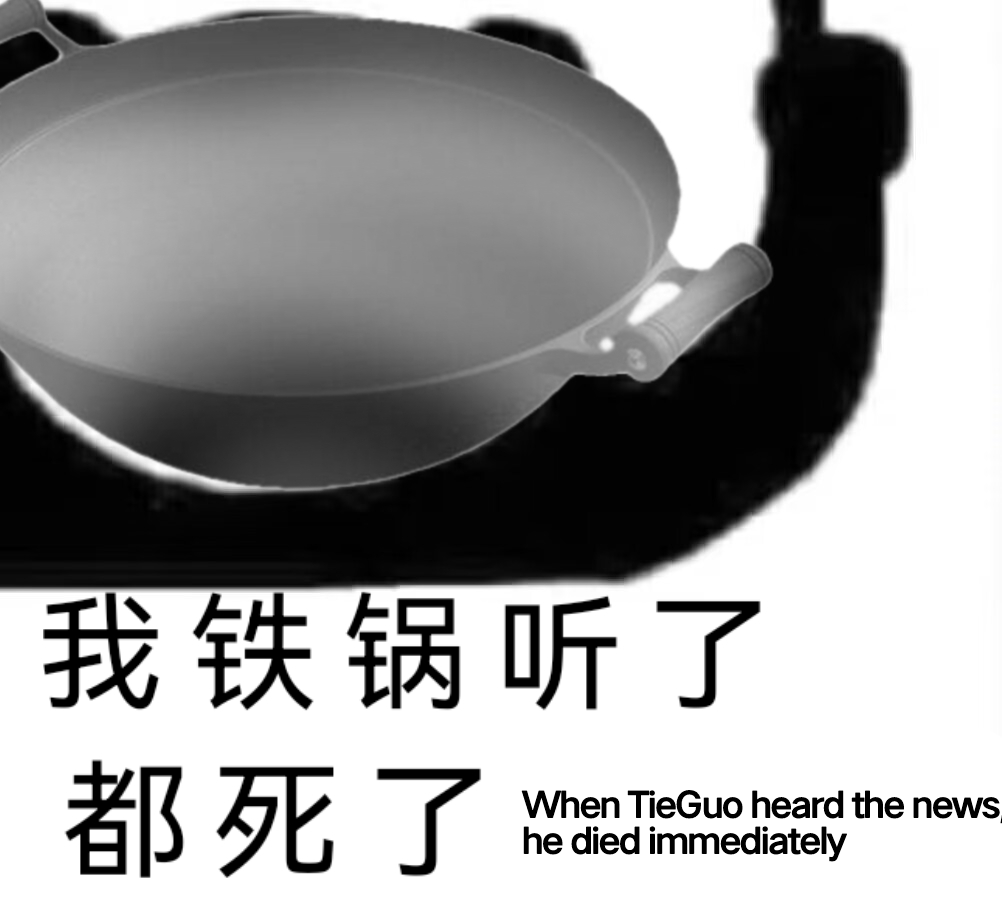 我铁锅听了
都死了
When TieGuo heard the news,
he died immediately